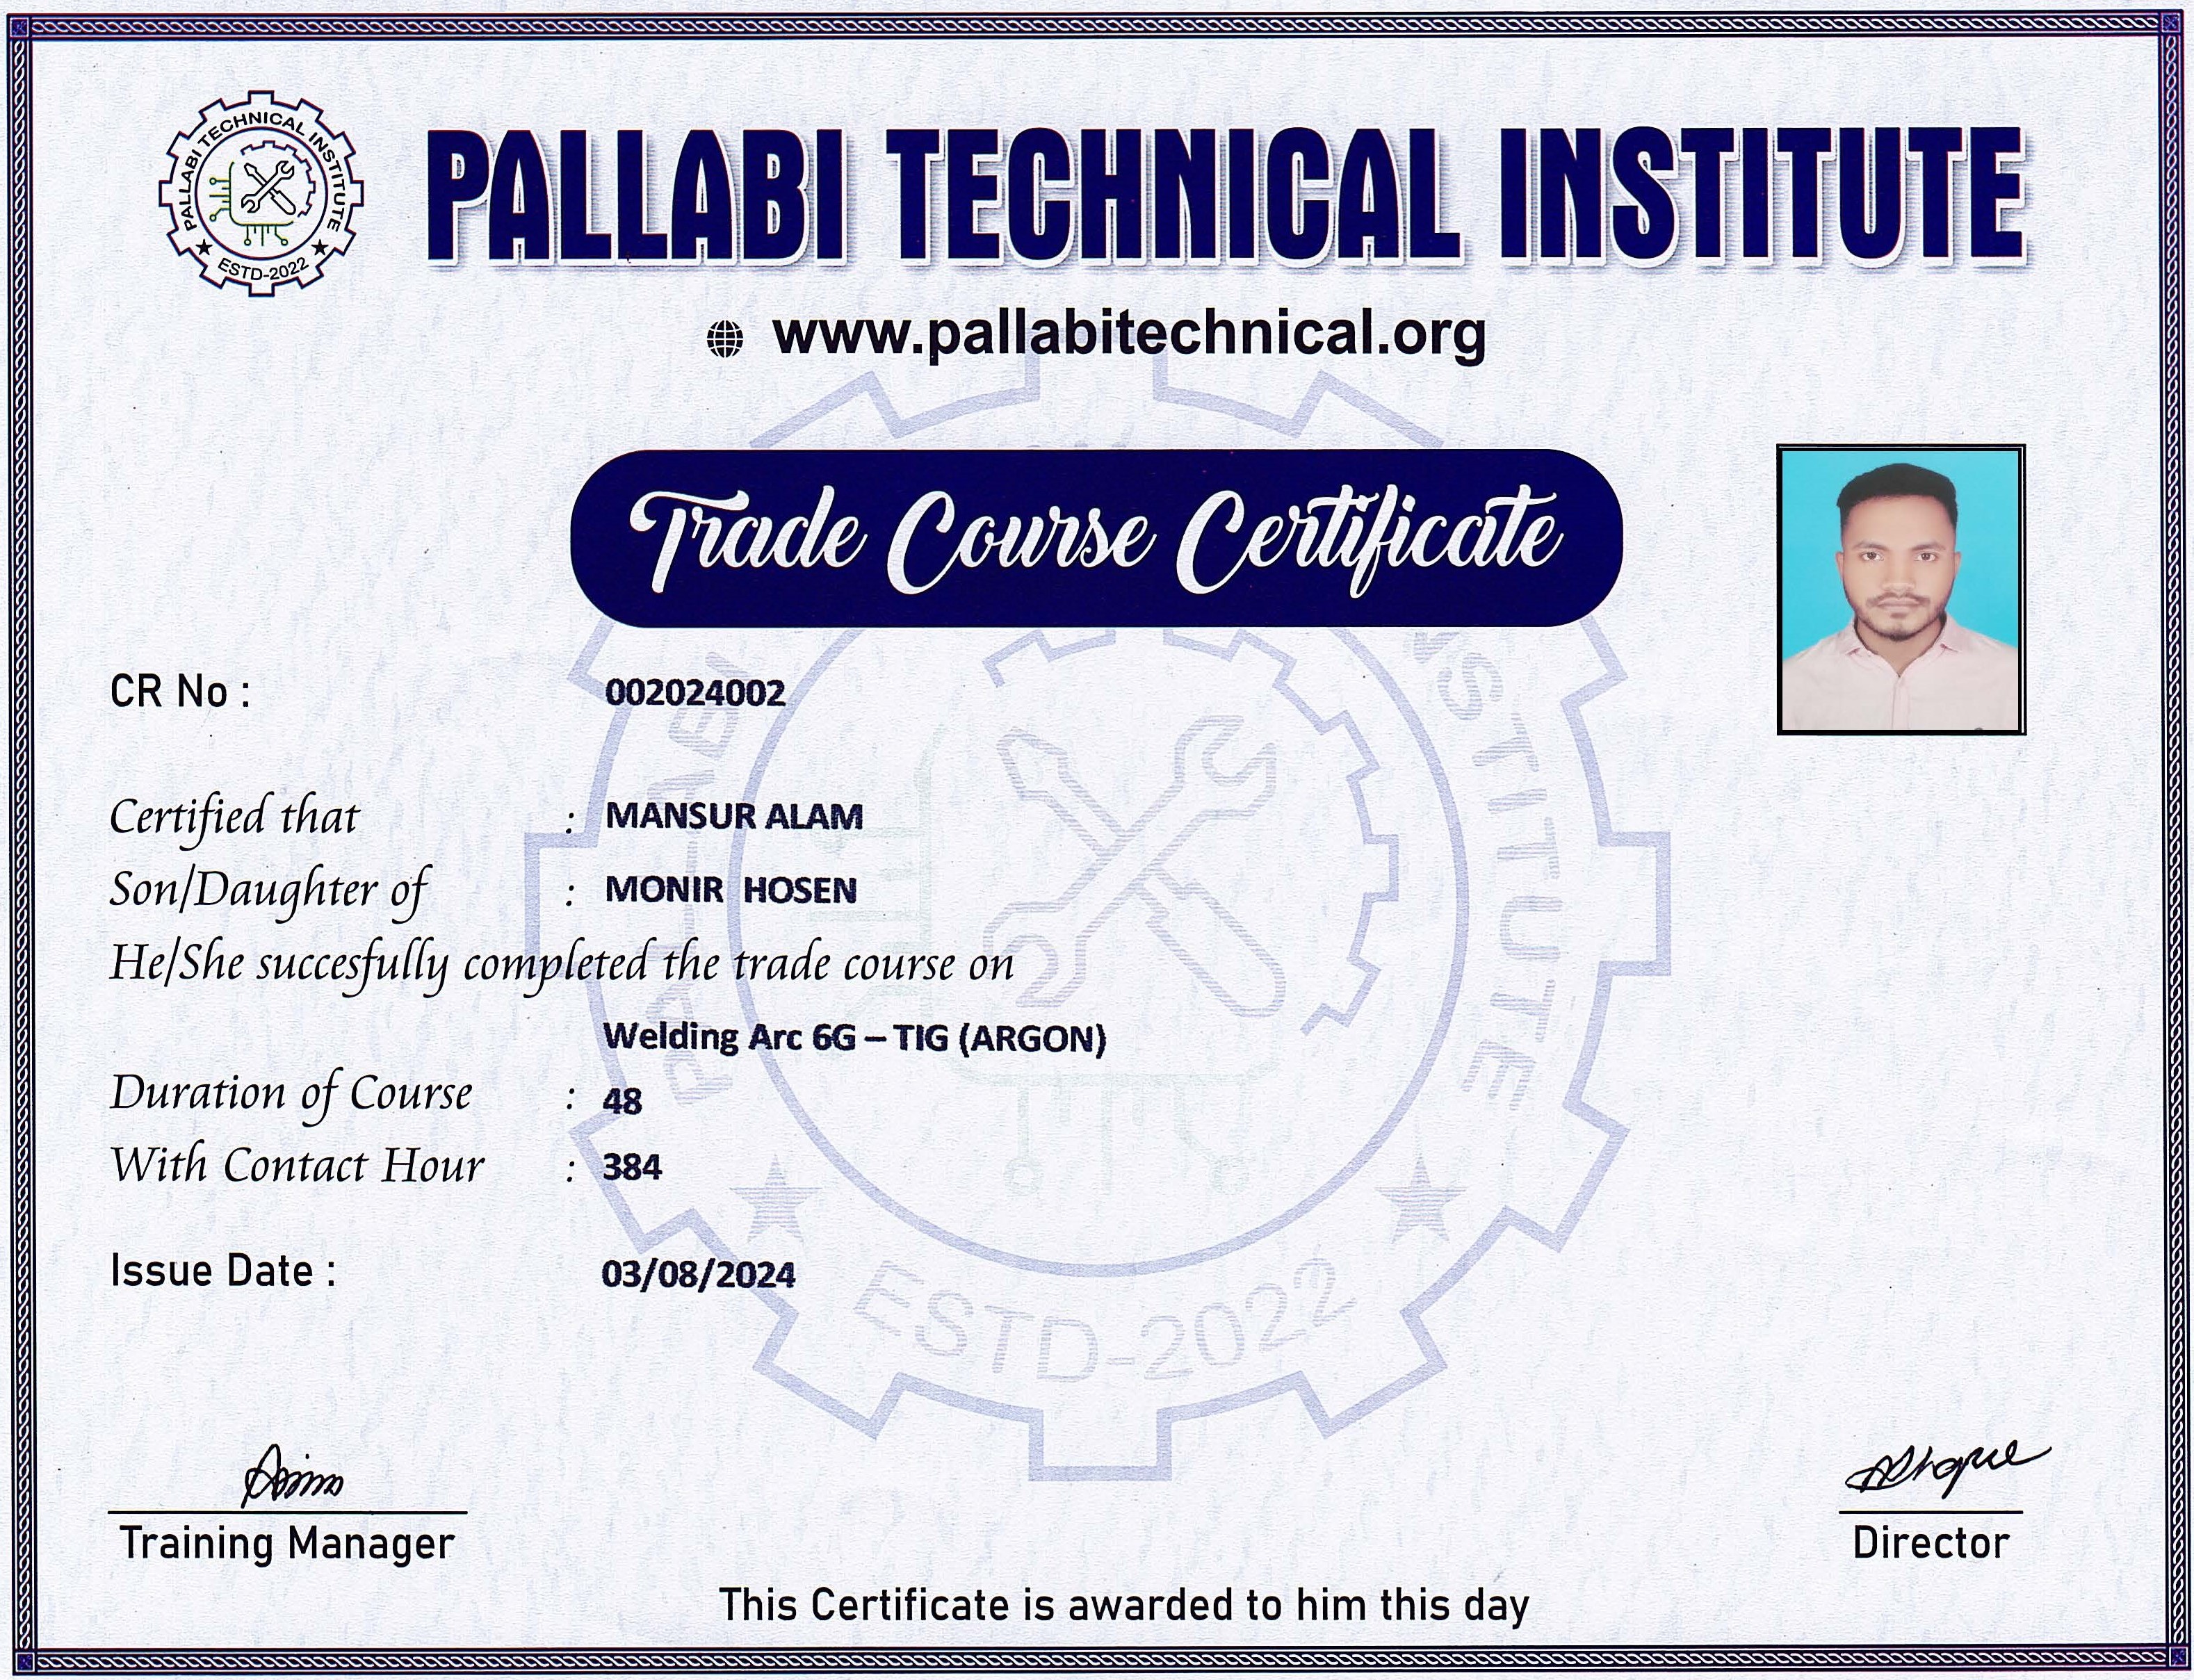 PALLABI TECHNICAL INSTITUTE
ESTD-2022
PALLABI TECHNICAL INSTITUTE
www.pallabitechnical.org
Trade Course Certificate
CR No : 002024002
Certified that : MANSUR ALAM
Son/Daughter of : MONIR HOSEN
He/She succesfully completed the trade course on
Welding Arc 6G – TIG (ARGON)
Duration of Course : 48
With Contact Hour : 384
Issue Date : 03/08/2024
ESTD-2022
Training Manager
Director
This Certificate is awarded to him this day